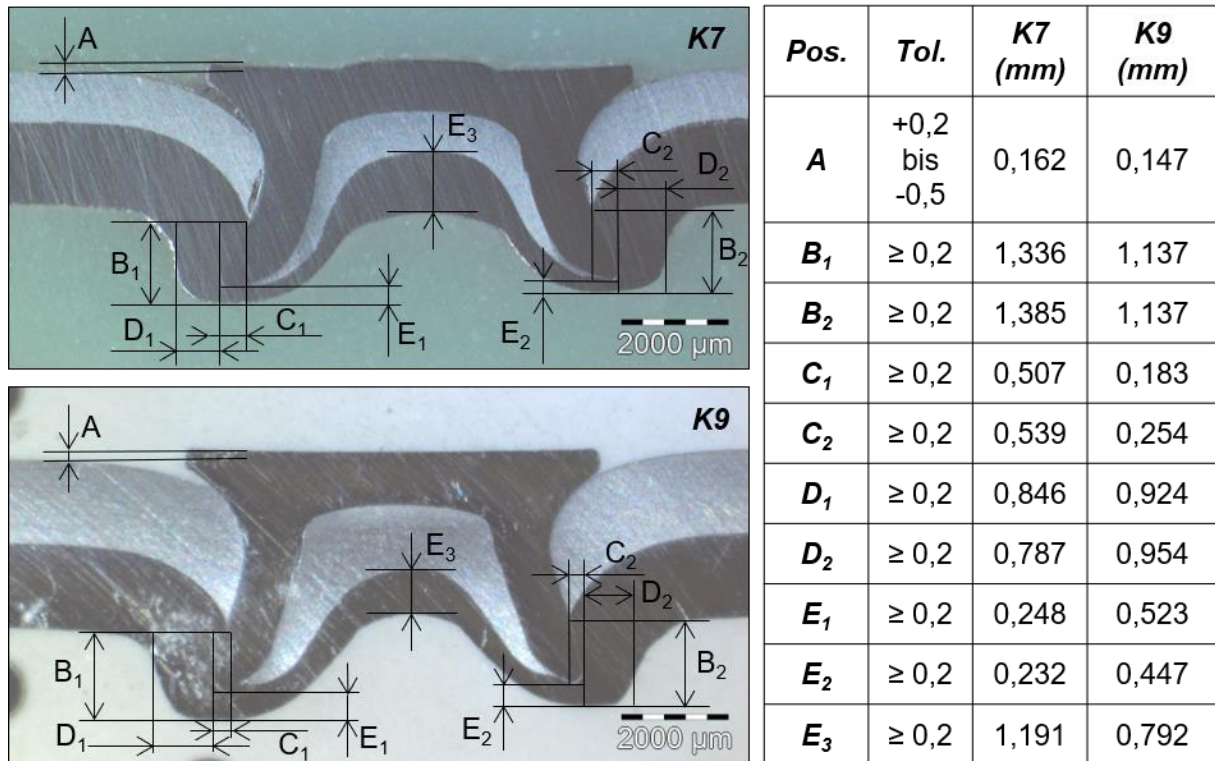 A
K7
E3
C2
D2
B1
B2
D1
C1
E1
E2
2000 µm
A
K9
E3
C2
D2
B1
B2
D1
C1
E1
E2
2000 µm
Pos. Tol. K7 (mm) K9 (mm)
A +0,2 bis -0,5 0,162 0,147
B1 ≥ 0,2 1,336 1,137
B2 ≥ 0,2 1,385 1,137
C1 ≥ 0,2 0,507 0,183
C2 ≥ 0,2 0,539 0,254
D1 ≥ 0,2 0,846 0,924
D2 ≥ 0,2 0,787 0,954
E1 ≥ 0,2 0,248 0,523
E2 ≥ 0,2 0,232 0,447
E3 ≥ 0,2 1,191 0,792